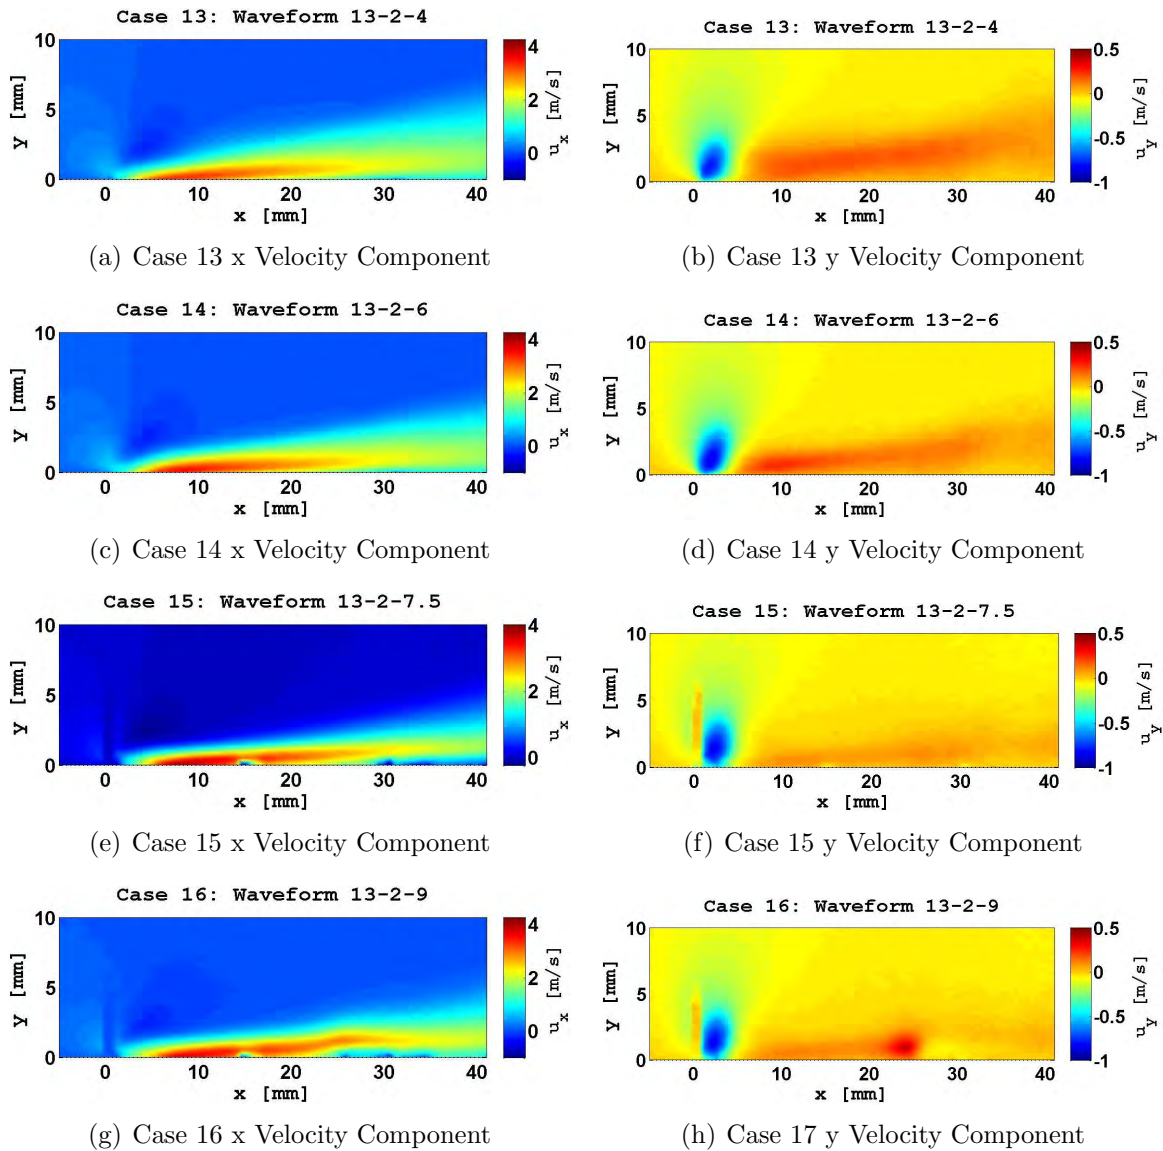 Case 13: Waveform 13-2-4
10
5
0
y [mm]
0 10 20 30 40
x [mm]
4
2
0
u_x [m/s]
(a) Case 13 x Velocity Component
Case 13: Waveform 13-2-4
10
5
0
y [mm]
0 10 20 30 40
x [mm]
0.5
0
-0.5
-1
u_y [m/s]
(b) Case 13 y Velocity Component
Case 14: Waveform 13-2-6
10
5
0
y [mm]
0 10 20 30 40
x [mm]
4
2
0
u_x [m/s]
(c) Case 14 x Velocity Component
Case 14: Waveform 13-2-6
10
5
0
y [mm]
0 10 20 30 40
x [mm]
0.5
0
-0.5
-1
u_y [m/s]
(d) Case 14 y Velocity Component
Case 15: Waveform 13-2-7.5
10
5
0
y [mm]
0 10 20 30 40
x [mm]
4
2
0
u_x [m/s]
(e) Case 15 x Velocity Component
Case 15: Waveform 13-2-7.5
10
5
0
y [mm]
0 10 20 30 40
x [mm]
0.5
0
-0.5
-1
u_y [m/s]
(f) Case 15 y Velocity Component
Case 16: Waveform 13-2-9
10
5
0
y [mm]
0 10 20 30 40
x [mm]
4
2
0
u_x [m/s]
(g) Case 16 x Velocity Component
Case 16: Waveform 13-2-9
10
5
0
y [mm]
0 10 20 30 40
x [mm]
0.5
0
-0.5
-1
u_y [m/s]
(h) Case 17 y Velocity Component